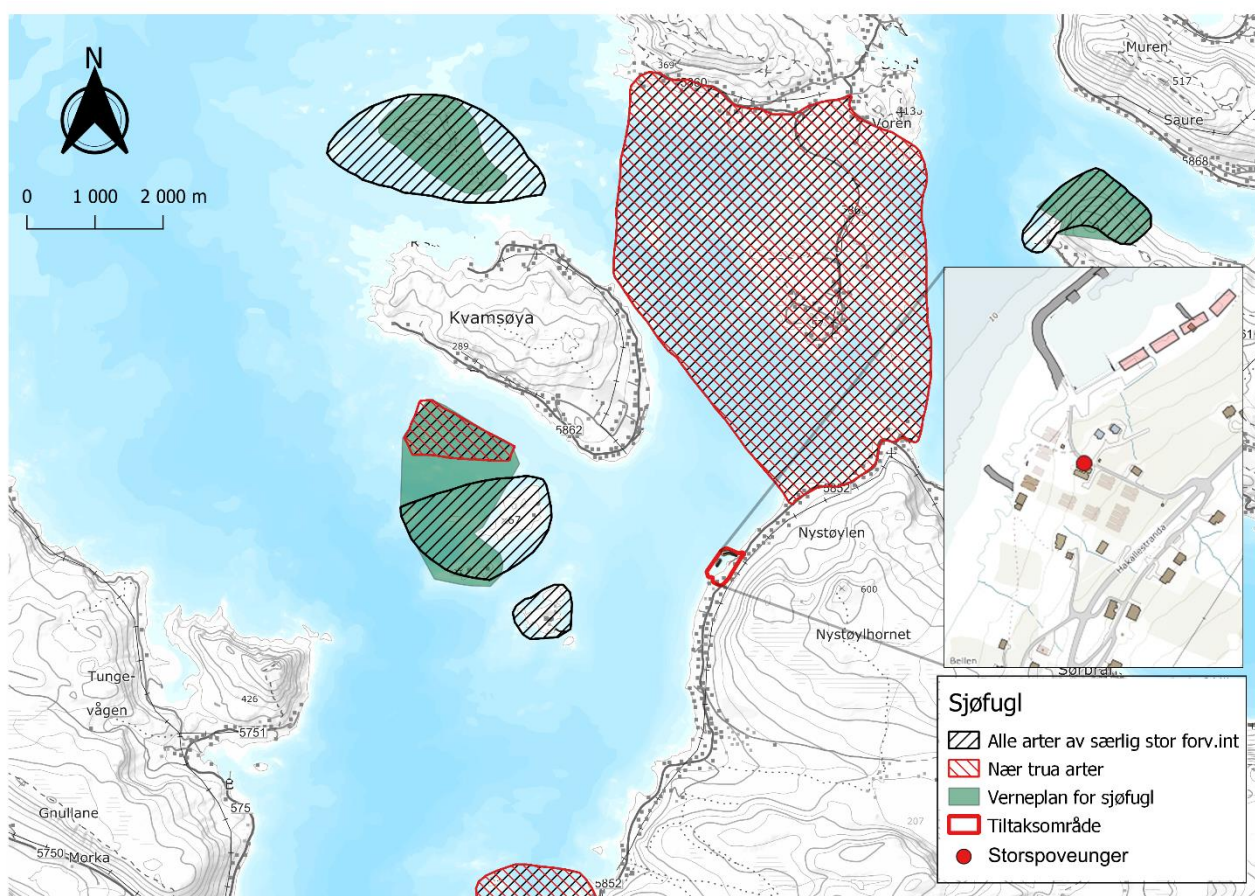 N
0 1 000 2 000 m
369
Muren
517
Saure
5868
Voren
Kvamsøya
289
5862
267
5852
Nystøylen
600
Nystøylhornet
Tunge-
vågen
426
5751
575
Gnullane
5750
Morka
207
5852
10
Hakallestranda
Bellen
Sjøfugl
Alle arter av særlig stor forv.int
Nær trua arter
Verneplan for sjøfugl
Tiltaksområde
Storspoveunger